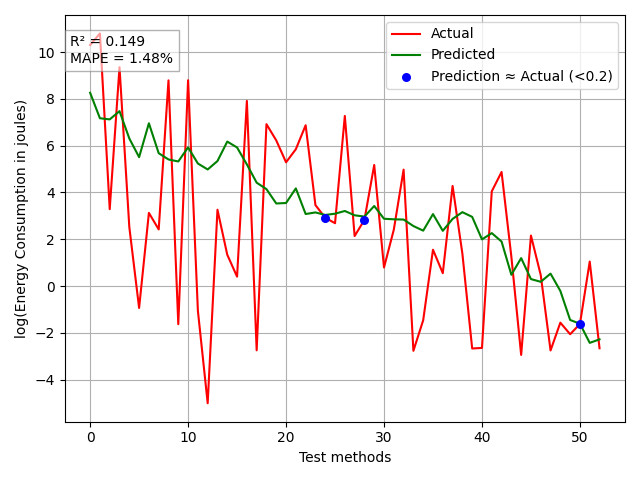 R² = 0.149
MAPE = 1.48%
Actual
Predicted
Prediction ≈ Actual (<0.2)
log(Energy Consumption in joules)
10
8
6
4
2
0
−2
−4
0
10
20
30
40
50
Test methods